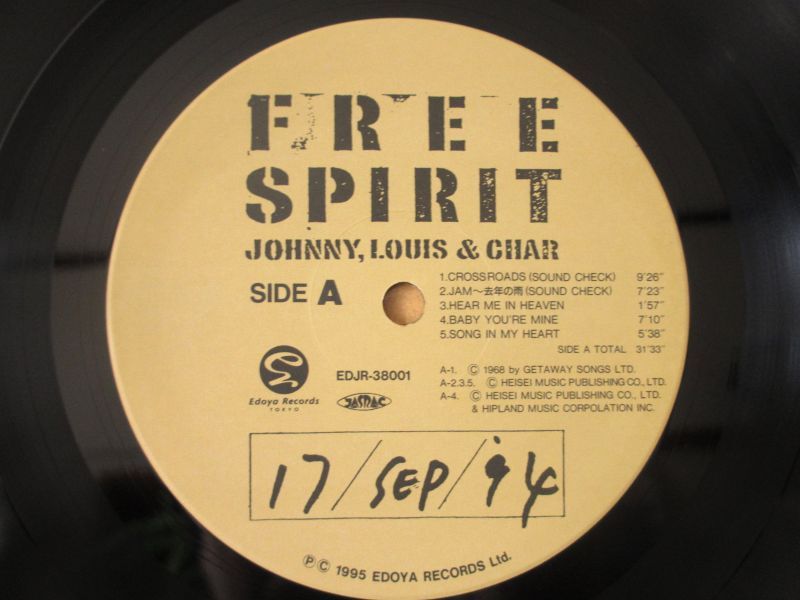 FREE
SPIRIT
JOHNNY, LOUIS & CHAR
SIDE A
1.CROSSROADS (SOUND CHECK) 9'26"
2.JAM〜去年の雨 (SOUND CHECK) 7'23"
3.HEAR ME IN HEAVEN 1'57"
4.BABY YOU'RE MINE 7'10"
5.SONG IN MY HEART 5'38"
SIDE A TOTAL 31'33"
Edoya Records
TOKYO
EDJR-38001
JASRAC
A-1. Ⓒ 1968 by GETAWAY SONGS LTD.
A-2.3.5. Ⓒ HEISEI MUSIC PUBLISHING CO., LTD.
A-4. Ⓒ HEISEI MUSIC PUBLISHING CO., LTD.
& HIPLAND MUSIC CORPOLATION INC.
17/SEP/'94
ⓅⒸ 1995 EDOYA RECORDS Ltd.